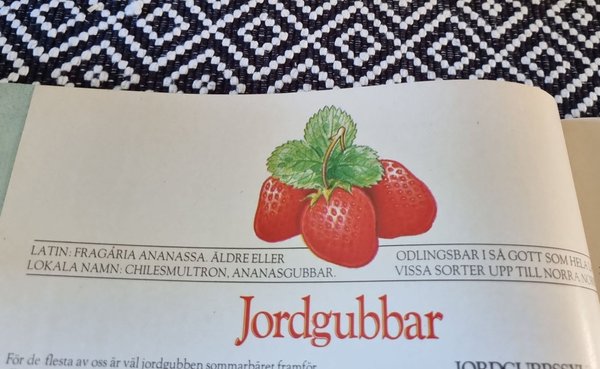 LATIN: FRAGÁRIA ANANASSA. ÄLDRE ELLER
LOKALA NAMN: CHILESMULTRON, ANANASGUBBAR.
ODLINGSBAR I SÅ GOTT SOM HELA
VISSA SORTER UPP TILL NORRA
Jordgubbar
För de flesta av oss är väl jordgubben sommarbäret framför